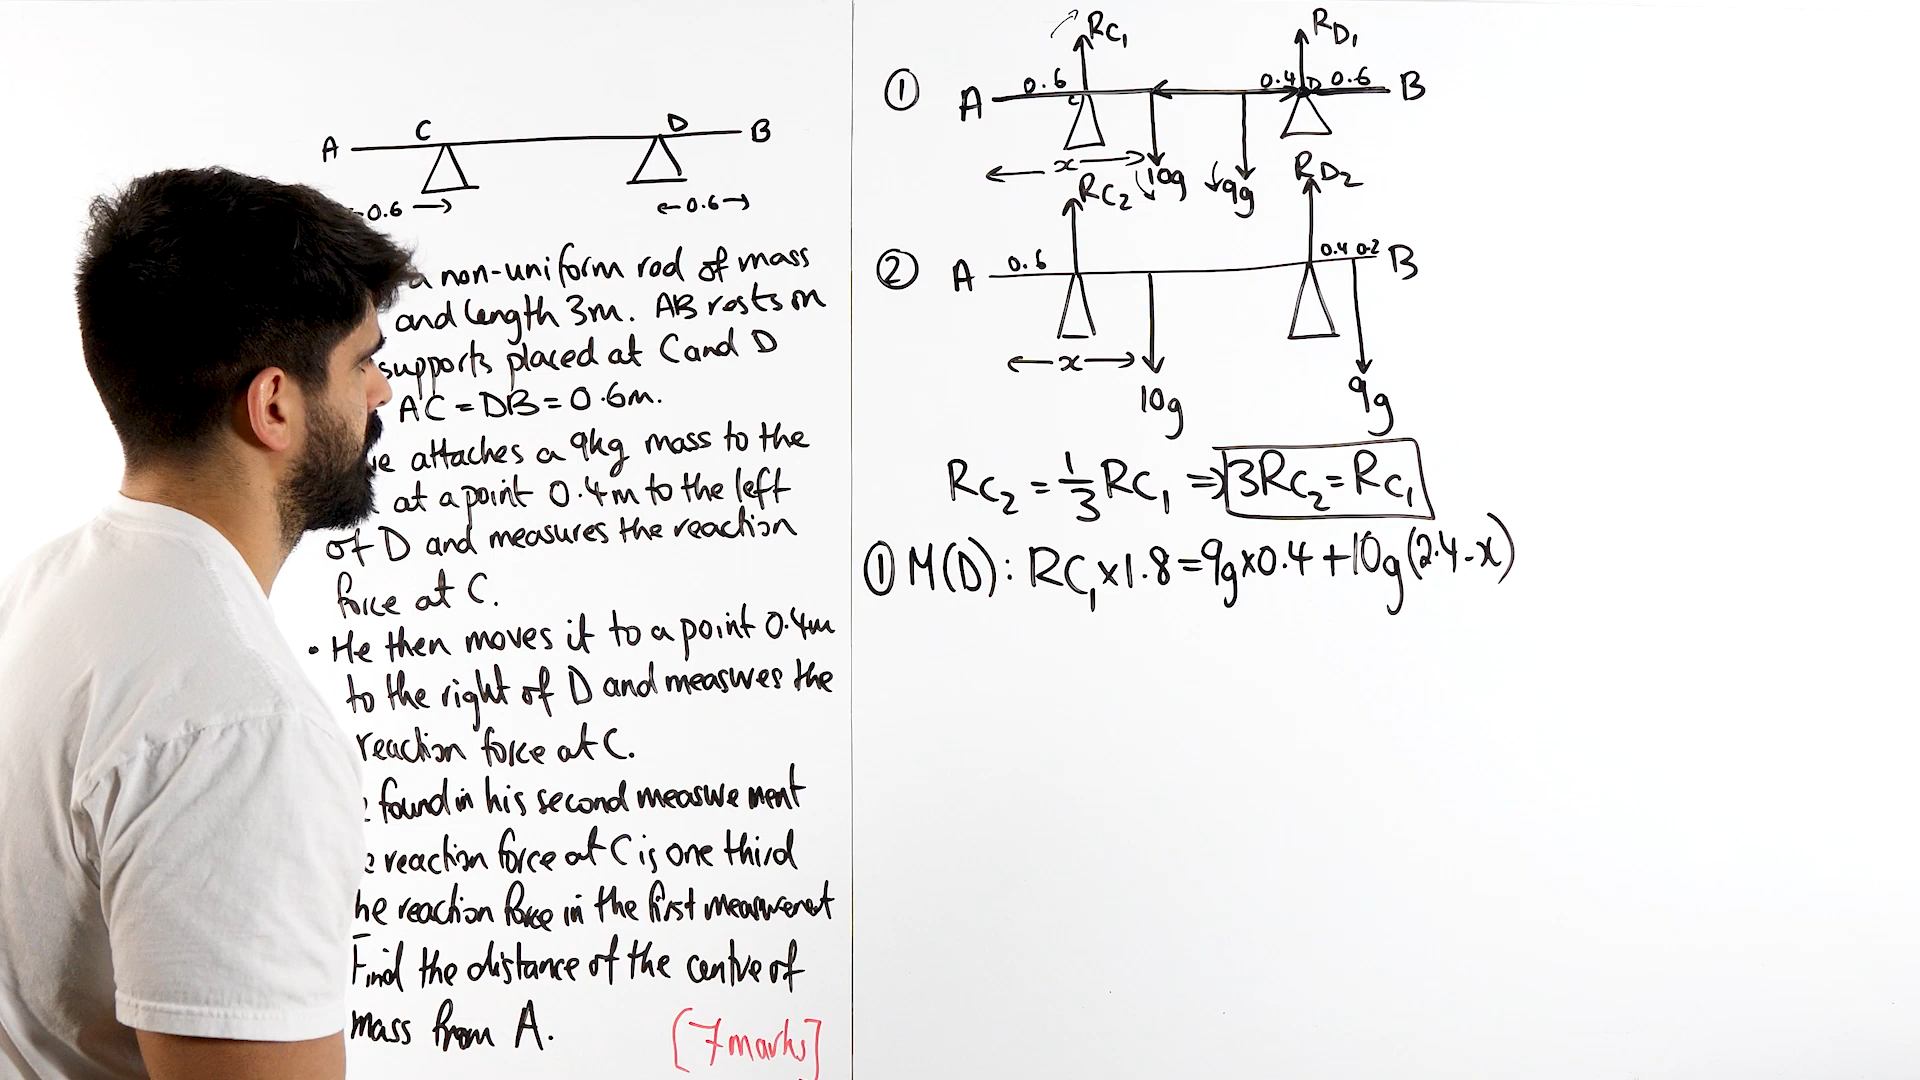 A C D B
0.6 → ← 0.6 →
a non-uniform rod of mass
and length 3m. AB rests on
supports placed at C and D
AC = DB = 0.6m.
attaches a 9kg mass to the
at a point 0.4m to the left
of D and measures the reaction
force at C.
• He then moves it to a point 0.4m
to the right of D and measures the
reaction force at C.
found in his second measurement
reaction force at C is one third
he reaction force in the first measurement
Find the distance of the centre of
mass from A.
[7 marks]
① A 0.6 C RC₁ 0.4 D 0.6 RD₁ B
← x → 10g 9g
② A 0.6 RC₂ RD₂ 0.4 0.2 B
← x →
10g 9g
RC₂ = 1/3 RC₁ ⇒ 3RC₂ = RC₁
① M(D): RC₁ × 1.8 = 9g × 0.4 + 10g(2.4 - x)